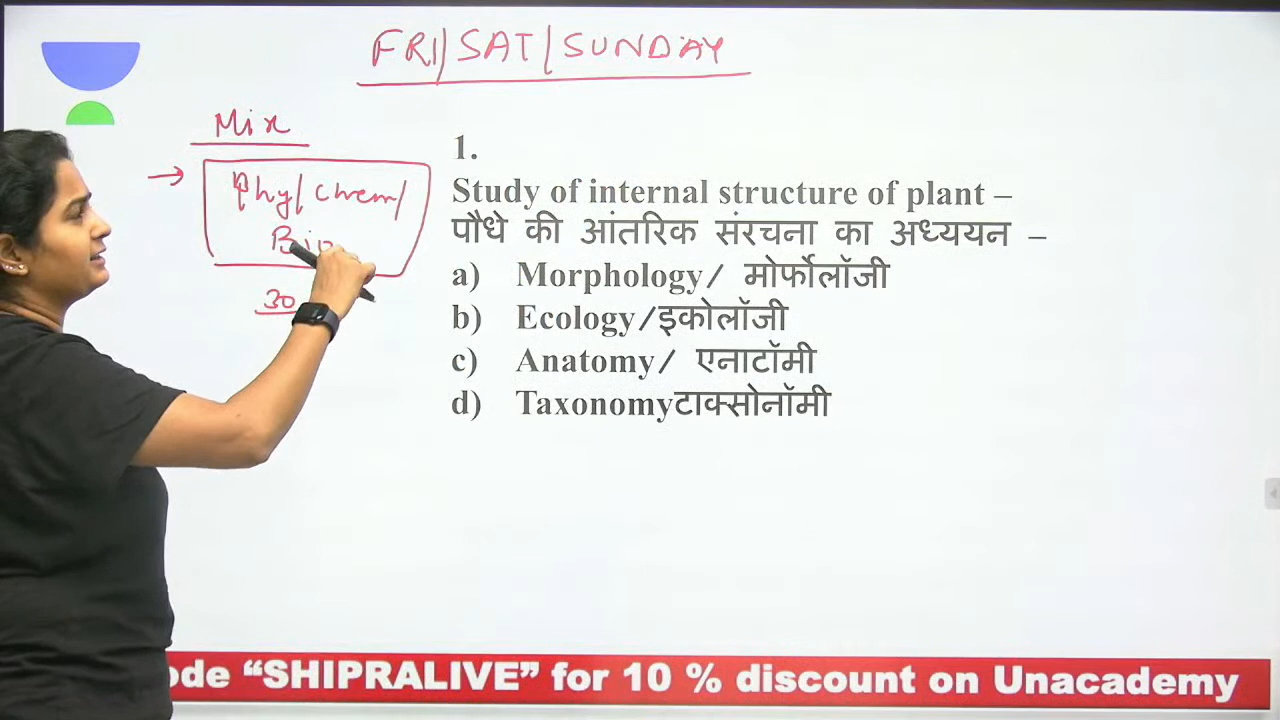 FRI/SAT/SUNDAY
Mix
→ Phy/Chem/
Bio
30
1.
Study of internal structure of plant –
पौधे की आंतरिक संरचना का अध्ययन –
a) Morphology/ मोर्फोलॉजी
b) Ecology/इकोलॉजी
c) Anatomy/ एनाटॉमी
d) Taxonomyटाक्सोनॉमी
ode “SHIPRALIVE” for 10 % discount on Unacademy